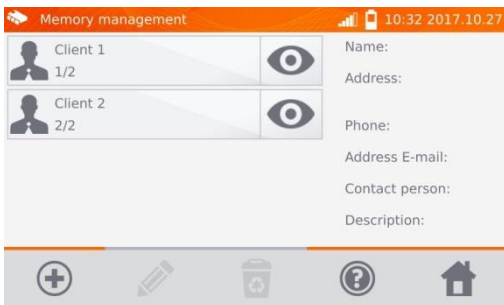 Memory management
10:32 2017.10.27
Client 1
1/2
Client 2
2/2
Name:
Address:
Phone:
Address E-mail:
Contact person:
Description: